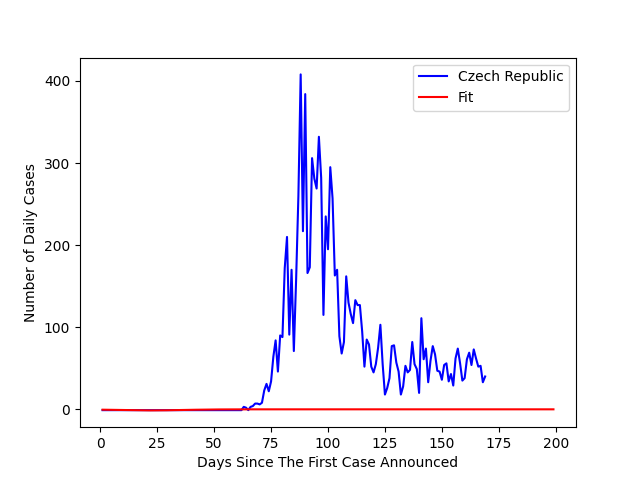 Czech Republic
Fit
400
300
200
100
0
Number of Daily Cases
0 25 50 75 100 125 150 175 200
Days Since The First Case Announced